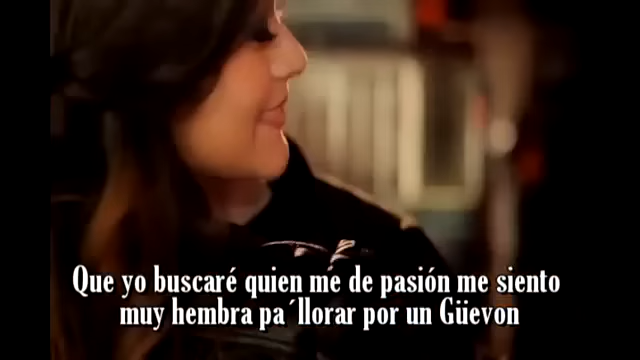 Que yo buscaré quien me de pasión me siento
muy hembra pa´llorar por un Güevon